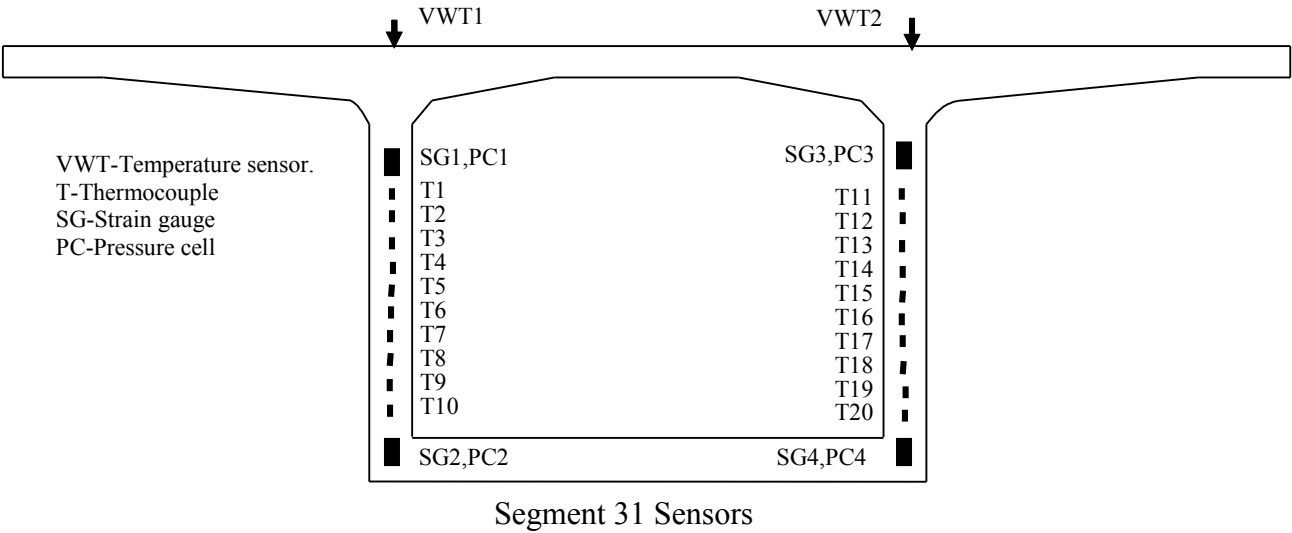 VWT1
VWT2
VWT-Temperature sensor.
T-Thermocouple
SG-Strain gauge
PC-Pressure cell
SG1,PC1
T1
T2
T3
T4
T5
T6
T7
T8
T9
T10
SG2,PC2
SG3,PC3
T11
T12
T13
T14
T15
T16
T17
T18
T19
T20
SG4,PC4
Segment 31 Sensors